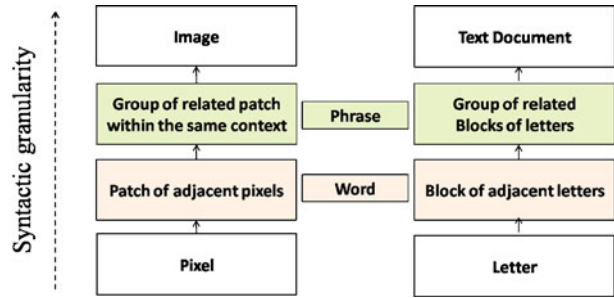 Syntactic granularity
Image
Text Document
Group of related patch
within the same context
Phrase
Group of related
Blocks of letters
Patch of adjacent pixels
Word
Block of adjacent letters
Pixel
Letter